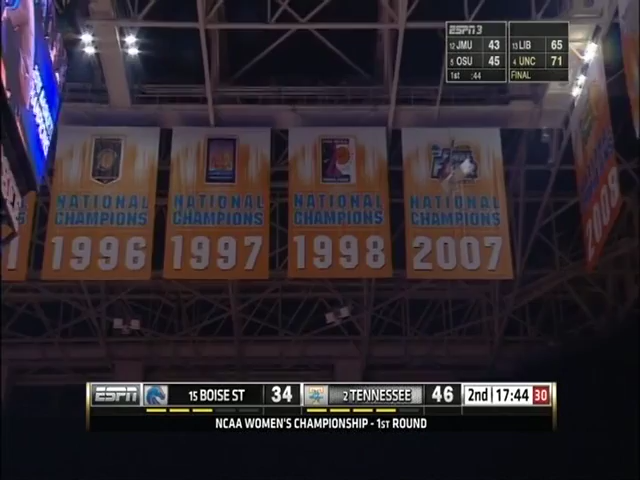 ESPN3
12 JMU 43
5 OSU 45
1st :44
13 LIB 65
4 UNC 71
FINAL
NATIONAL CHAMPIONS 1996
NATIONAL CHAMPIONS 1997
NATIONAL CHAMPIONS 1998
NATIONAL CHAMPIONS 2007
2008
1
ESPN 15 BOISE ST 34 2 TENNESSEE 46 2nd 17:44 30
NCAA WOMEN'S CHAMPIONSHIP - 1ST ROUND